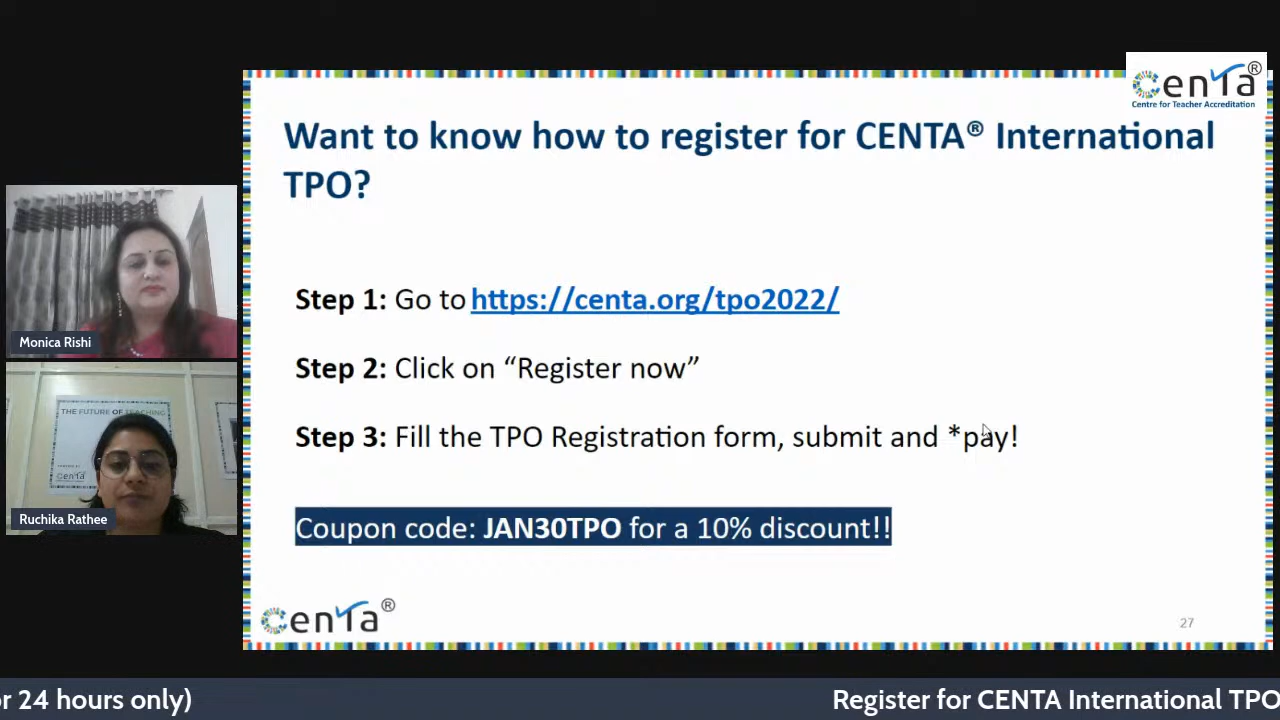 CenTa®
Centre for Teacher Accreditation
Want to know how to register for CENTA® International
TPO?
Step 1: Go to https://centa.org/tpo2022/
Step 2: Click on “Register now”
Step 3: Fill the TPO Registration form, submit and *pay!
Coupon code: JAN30TPO for a 10% discount!!
CenTa®
27
Monica Rishi
THE FUTURE OF TEACHING
CenTa
Ruchika Rathee
r 24 hours only)
Register for CENTA International TPO